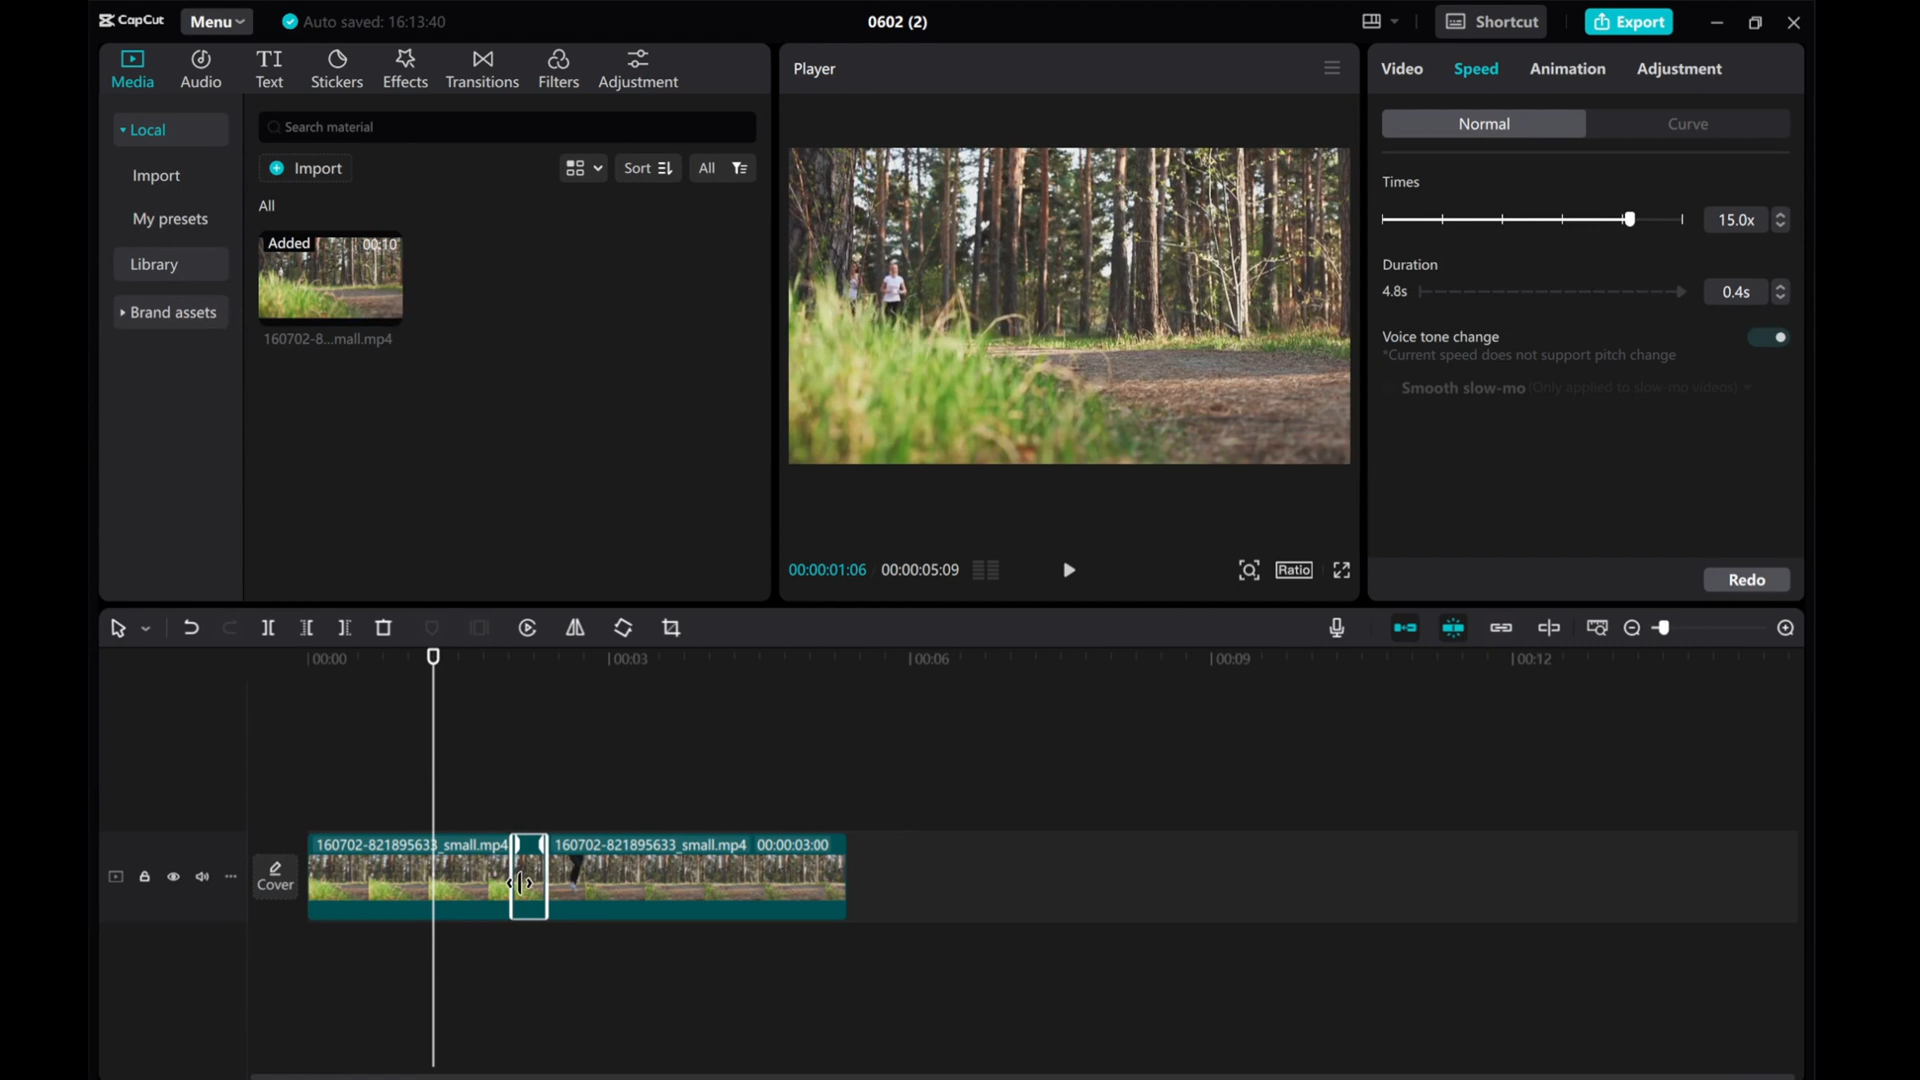 CapCut
Menu
Auto saved: 16:13:40
0602 (2)
Shortcut
Export
Media
Audio
Text
Stickers
Effects
Transitions
Filters
Adjustment
Local
Import
My presets
Library
Brand assets
Search material
Import
Sort
All
All
Added
00:10
160702-8...mall.mp4
Player
00:00:01:06
00:00:05:09
Ratio
Video
Speed
Animation
Adjustment
Normal
Curve
Times
15.0x
Duration
4.8s
0.4s
Voice tone change
*Current speed does not support pitch change
Smooth slow-mo (Only applied to slow-mo videos)
Redo
00:00
00:03
00:06
00:09
00:12
Cover
160702-821895633_small.mp4
160702-821895633_small.mp4 00:00:03:00